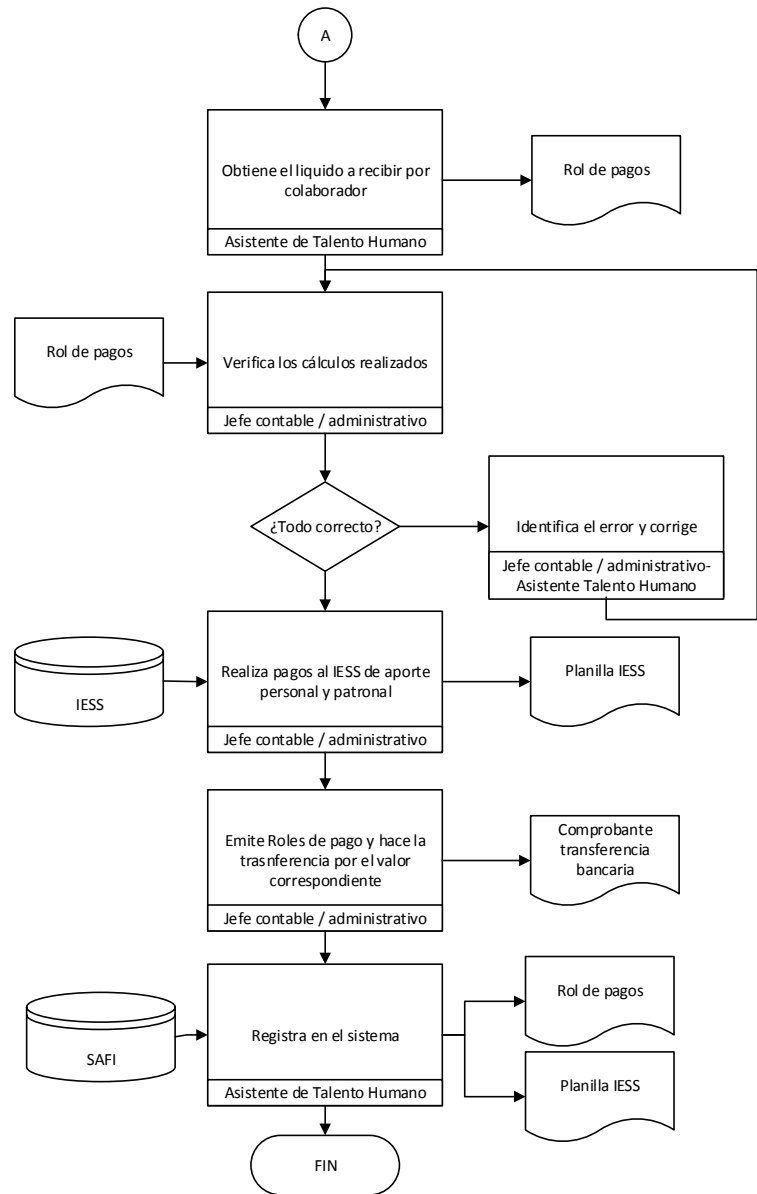 A
Obtiene el liquido a recibir por
colaborador
Asistente de Talento Humano
Rol de pagos
Rol de pagos
Verifica los cálculos realizados
Jefe contable / administrativo
¿Todo correcto?
Identifica el error y corrige
Jefe contable / administrativo-
Asistente Talento Humano
IESS
Realiza pagos al IESS de aporte
personal y patronal
Jefe contable / administrativo
Planilla IESS
Emite Roles de pago y hace la
trasnferencia por el valor
correspondiente
Jefe contable / administrativo
Comprobante
transferencia
bancaria
SAFI
Registra en el sistema
Asistente de Talento Humano
Rol de pagos
Planilla IESS
FIN